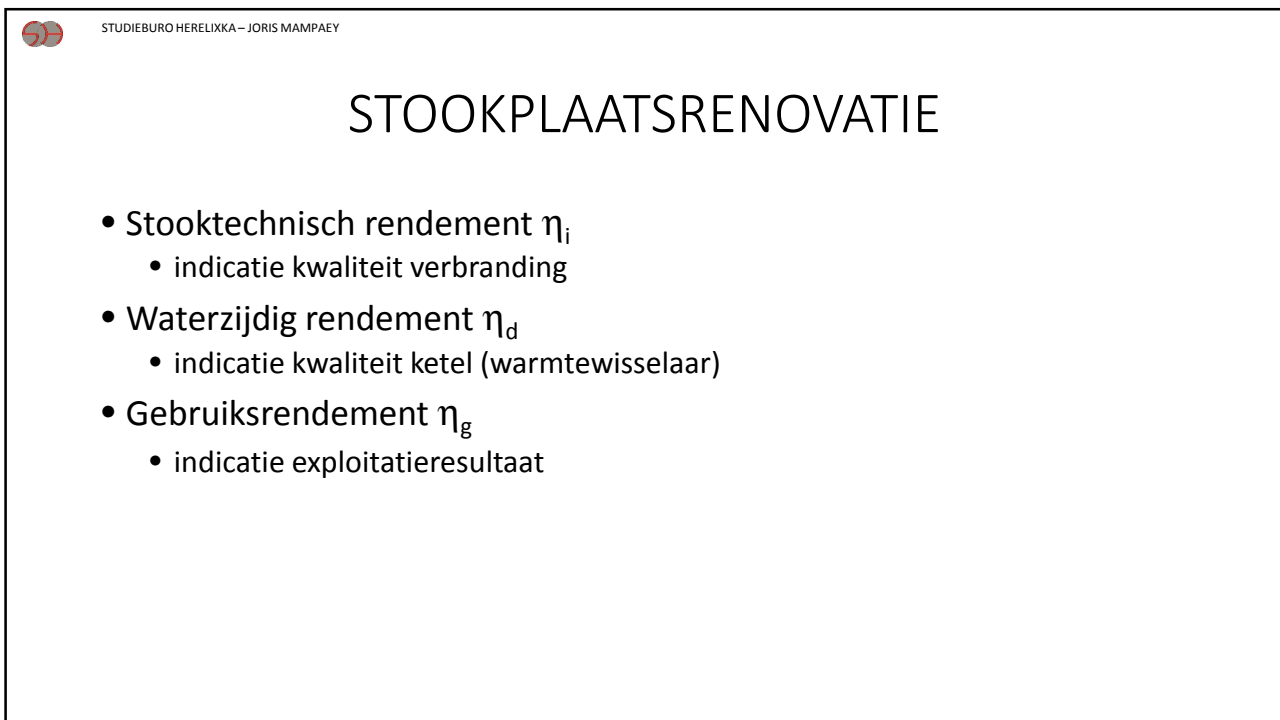 STUDIEBURO HERELIXKA – JORIS MAMPAEY
STOOKPLAATSRENOVATIE
• Stooktechnisch rendement ηi
• indicatie kwaliteit verbranding
• Waterzijdig rendement ηd
• indicatie kwaliteit ketel (warmtewisselaar)
• Gebruiksrendement ηg
• indicatie exploitatieresultaat